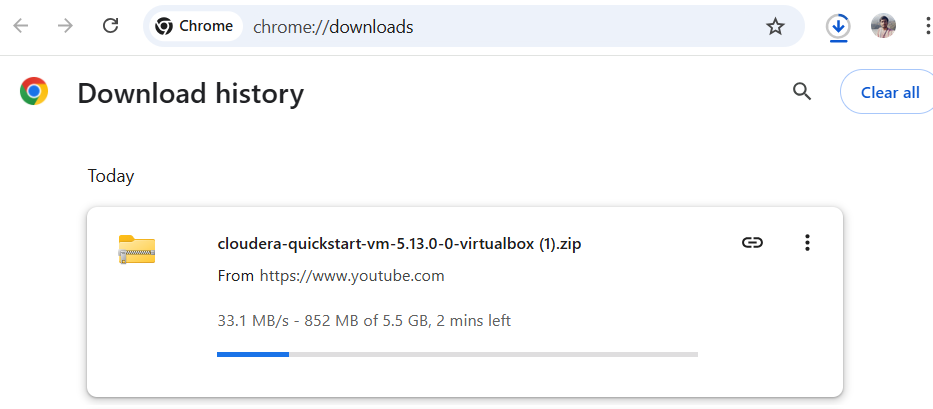 Chrome chrome://downloads
Download history
Clear all
Today
cloudera-quickstart-vm-5.13.0-0-virtualbox (1).zip
From https://www.youtube.com
33.1 MB/s - 852 MB of 5.5 GB, 2 mins left